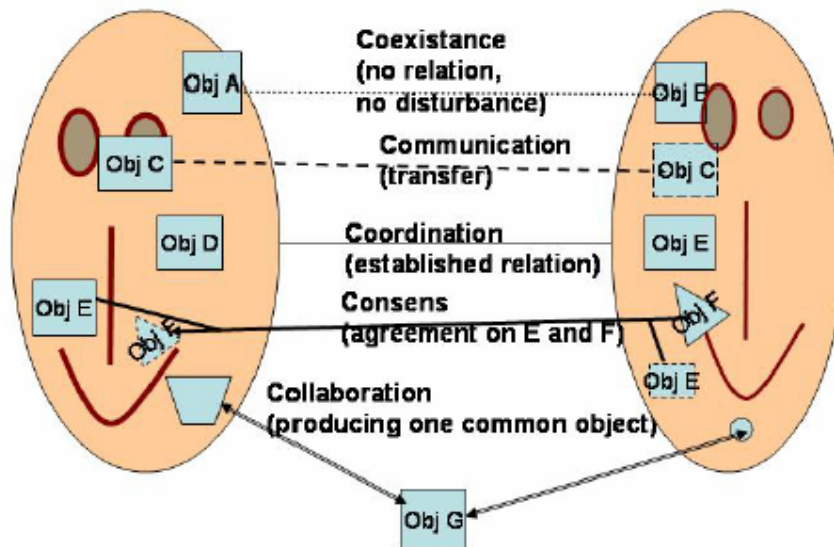 Coexistance
(no relation,
no disturbance)
Obj A
Obj
Communication
(transfer)
Obj C
Obj C
Coordination
(established relation)
Obj D
Obj E
Consens
(agreement on E and F)
Obj E
Obj F
Obj F
Obj E
Collaboration
(producing one common object)
Obj G